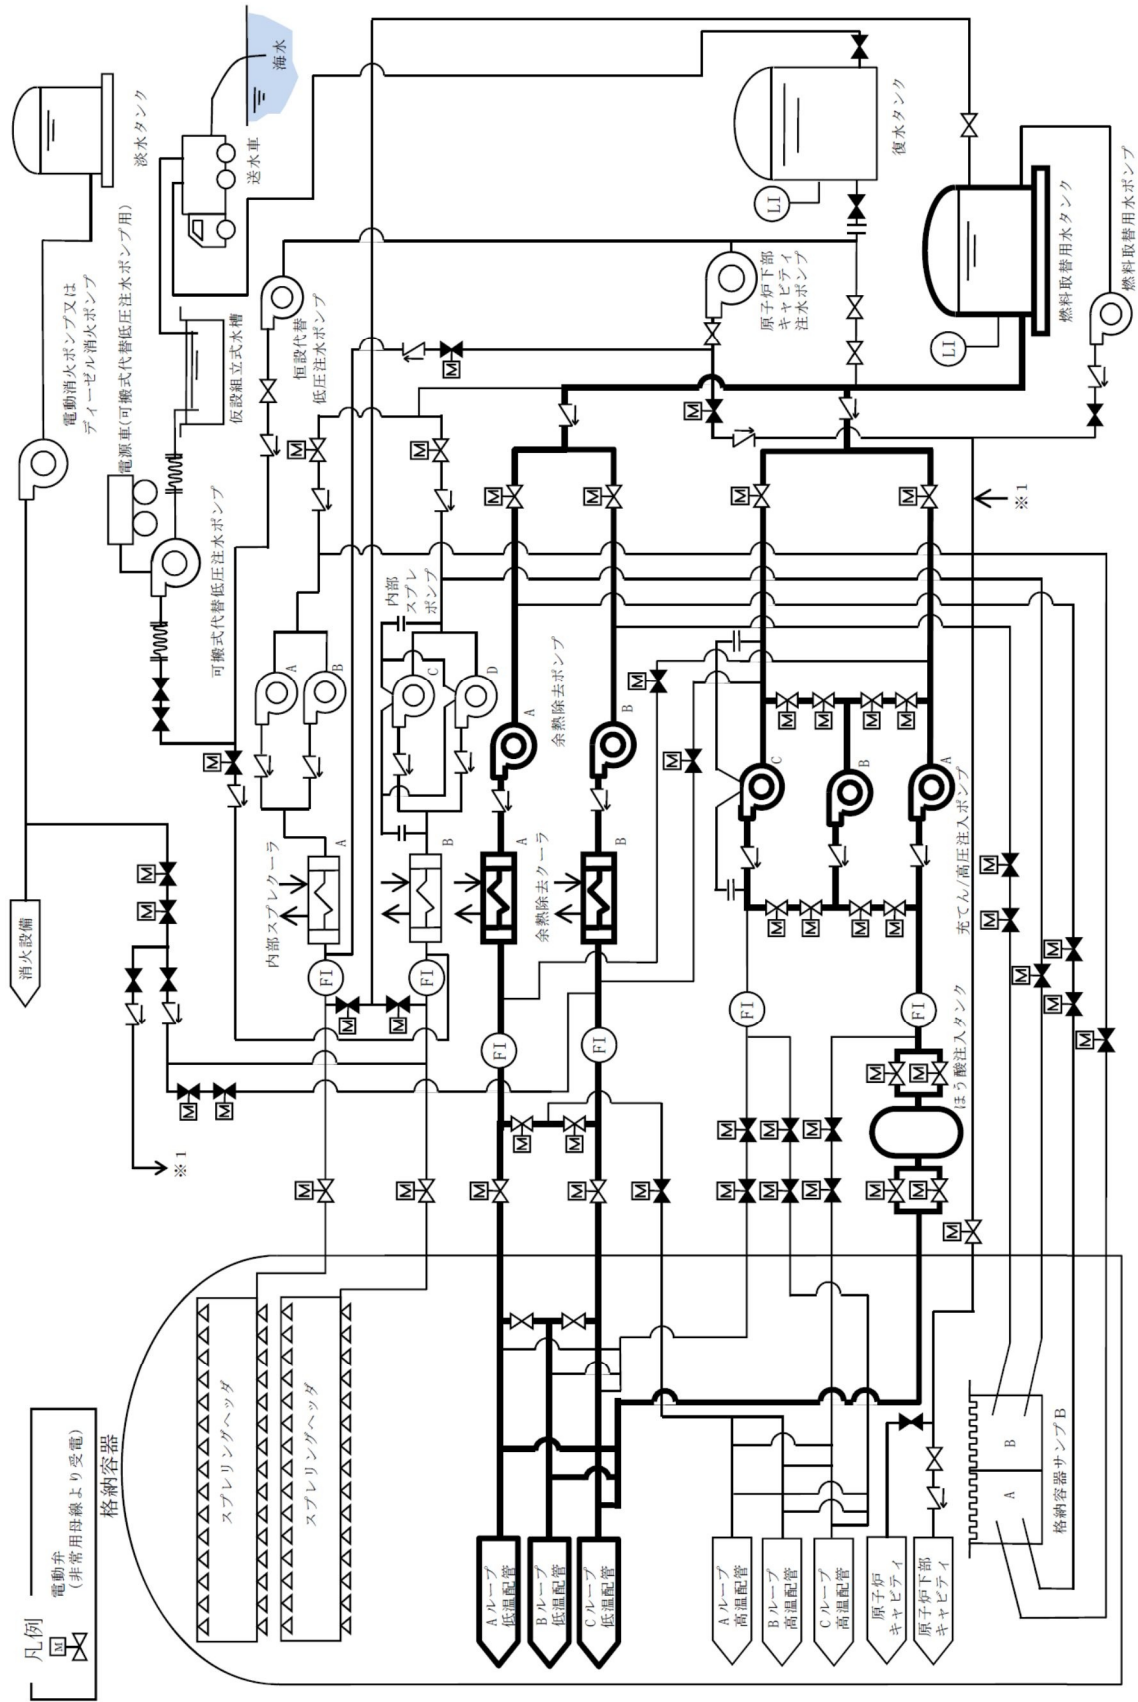 凡例
M
電動弁
(非常用母線より受電)
格納容器
スプレリングヘッダ
スプレリングヘッダ
Aループ
低温配管
Bループ
低温配管
Cループ
低温配管
Aループ
高温配管
Bループ
高温配管
Cループ
高温配管
原子炉
キャビティ
原子炉下部
キャビティ
A
B
格納容器サンプB
※1
消火設備
内部スプレクーラ
A
B
FI
FI
FI
FI
FI
FI
余熱除去クーラ
A
B
ほう酸注入タンク
充てん/高圧注入ポンプ
C
B
A
余熱除去ポンプ
A
B
内部
スプレ
ポンプ
A
B
C
D
可搬式代替低圧注水ポンプ
電源車(可搬式代替低圧注水ポンプ用)
電動消火ポンプ又は
ディーゼル消火ポンプ
淡水タンク
仮設組立式水槽
送水車
海水
恒設代替
低圧注水ポンプ
原子炉下部
キャビティ
注水ポンプ
復水タンク
LI
燃料取替用水タンク
LI
燃料取替用水ポンプ
※1